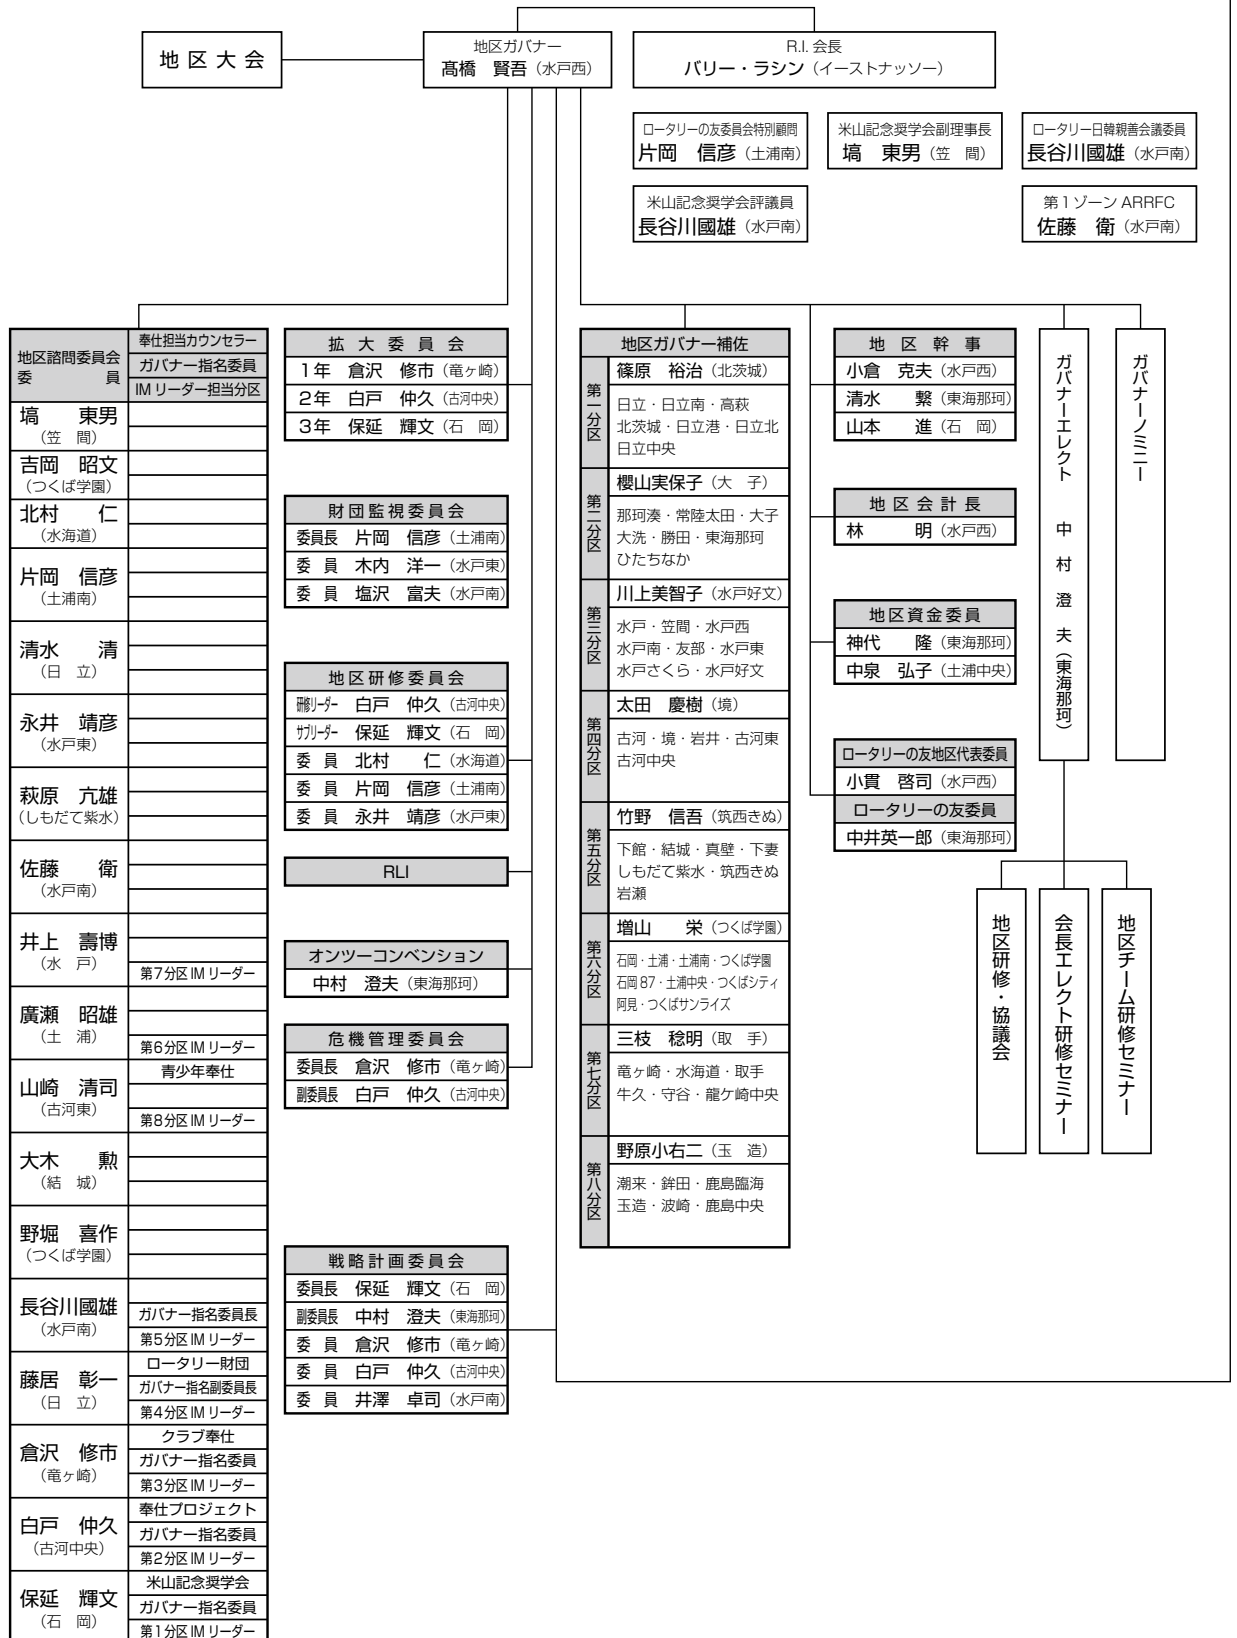 地区大会
地区ガバナー
髙橋 賢吾（水戸西）
R.I. 会長
バリー・ラシン（イーストナッソー）
ロータリーの友委員会特別顧問
片岡 信彦（土浦南）
米山記念奨学会副理事長
塙 東男（笠 間）
ロータリー日韓親善会議委員
長谷川國雄（水戸南）
米山記念奨学会評議員
長谷川國雄（水戸南）
第1ゾーン ARRFC
佐藤 衛（水戸南）
地区諮問委員会
委 員
奉仕担当カウンセラー
ガバナー指名委員
IMリーダー担当分区
塙 東男
（笠 間）
吉岡 昭文
（つくば学園）
北村 仁
（水海道）
片岡 信彦
（土浦南）
清水 清
（日 立）
永井 靖彦
（水戸東）
萩原 亢雄
（しもだて紫水）
佐藤 衛
（水戸南）
井上 壽博
（水 戸）
第7分区IMリーダー
廣瀬 昭雄
（土 浦）
第6分区IMリーダー
山崎 清司
（古河東）
青少年奉仕
第8分区IMリーダー
大木 勲
（結 城）
野堀 喜作
（つくば学園）
長谷川國雄
（水戸南）
ガバナー指名委員長
第5分区IMリーダー
藤居 彰一
（日 立）
ロータリー財団
ガバナー指名副委員長
第4分区IMリーダー
倉沢 修市
（竜ヶ崎）
クラブ奉仕
ガバナー指名委員
第3分区IMリーダー
白戸 仲久
（古河中央）
奉仕プロジェクト
ガバナー指名委員
第2分区IMリーダー
保延 輝文
（石 岡）
米山記念奨学会
ガバナー指名委員
第1分区IMリーダー
拡大委員会
1年 倉沢 修市（竜ヶ崎）
2年 白戸 仲久（古河中央）
3年 保延 輝文（石 岡）
財団監視委員会
委員長 片岡 信彦（土浦南）
委 員 木内 洋一（水戸東）
委 員 塩沢 富夫（水戸南）
地区研修委員会
研修リーダー 白戸 仲久（古河中央）
サブリーダー 保延 輝文（石 岡）
委 員 北村 仁（水海道）
委 員 片岡 信彦（土浦南）
委 員 永井 靖彦（水戸東）
RLI
オンツーコンベンション
中村 澄夫（東海那珂）
危機管理委員会
委員長 倉沢 修市（竜ヶ崎）
副委員長 白戸 仲久（古河中央）
戦略計画委員会
委員長 保延 輝文（石 岡）
副委員長 中村 澄夫（東海那珂）
委 員 倉沢 修市（竜ヶ崎）
委 員 白戸 仲久（古河中央）
委 員 井澤 卓司（水戸南）
地区ガバナー補佐
第一分区
篠原 裕治（北茨城）
日立・日立南・高萩
北茨城・日立港・日立北
日立中央
第二分区
櫻山実保子（大 子）
那珂湊・常陸太田・大子
大洗・勝田・東海那珂
ひたちなか
第三分区
川上美智子（水戸好文）
水戸・笠間・水戸西
水戸南・友部・水戸東
水戸さくら・水戸好文
第四分区
太田 慶樹（境）
古河・境・岩井・古河東
古河中央
第五分区
竹野 信吾（筑西きぬ）
下館・結城・真壁・下妻
しもだて紫水・筑西きぬ
岩瀬
第六分区
増山 栄（つくば学園）
石岡・土浦・土浦南・つくば学園
石岡87・土浦中央・つくばシティ
阿見・つくばサンライズ
第七分区
三枝 稔明（取 手）
竜ヶ崎・水海道・取手
牛久・守谷・龍ケ崎中央
第八分区
野原小右二（玉 造）
潮来・鉾田・鹿島臨海
玉造・波崎・鹿島中央
地区幹事
小倉 克夫（水戸西）
清水 繋（東海那珂）
山本 進（石 岡）
地区会計長
林 明（水戸西）
地区資金委員
神代 隆（東海那珂）
中泉 弘子（土浦中央）
ロータリーの友地区代表委員
小貫 啓司（水戸西）
ロータリーの友委員
中井英一郎（東海那珂）
ガバナーエレクト 中村澄夫（東海那珂）
ガバナーノミニー
地区研修・協議会
会長エレクト研修セミナー
地区チーム研修セミナー